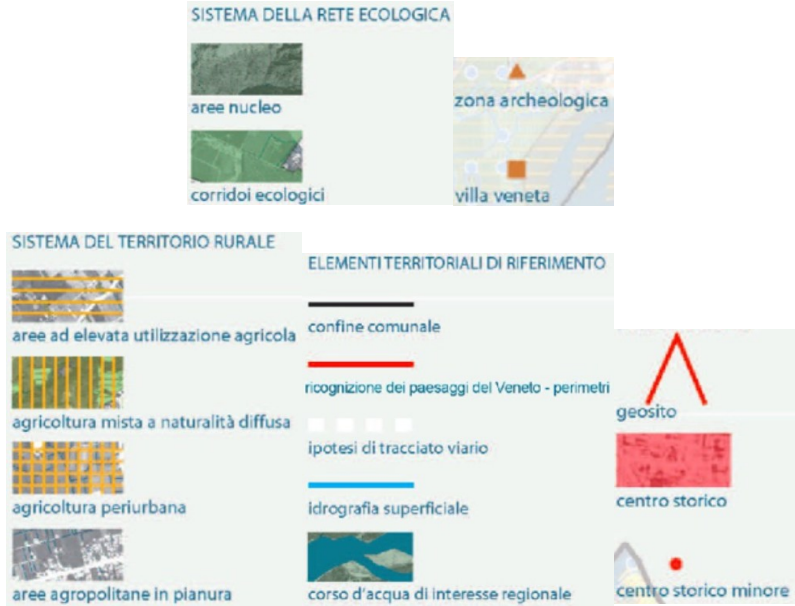 SISTEMA DELLA RETE ECOLOGICA
aree nucleo
corridoi ecologici
zona archeologica
villa veneta
SISTEMA DEL TERRITORIO RURALE
aree ad elevata utilizzazione agricola
agricoltura mista a naturalità diffusa
agricoltura periurbana
aree agropolitane in pianura
ELEMENTI TERRITORIALI DI RIFERIMENTO
confine comunale
ricognizione dei paesaggi del Veneto - perimetri
ipotesi di tracciato viario
idrografia superficiale
corso d'acqua di interesse regionale
geosito
centro storico
centro storico minore